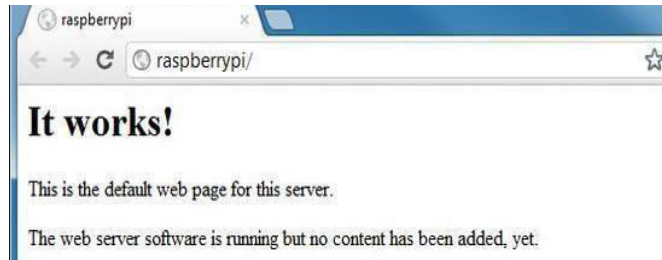 raspberrypi
raspberrypi/
It works!
This is the default web page for this server.
The web server software is running but no content has been added, yet.